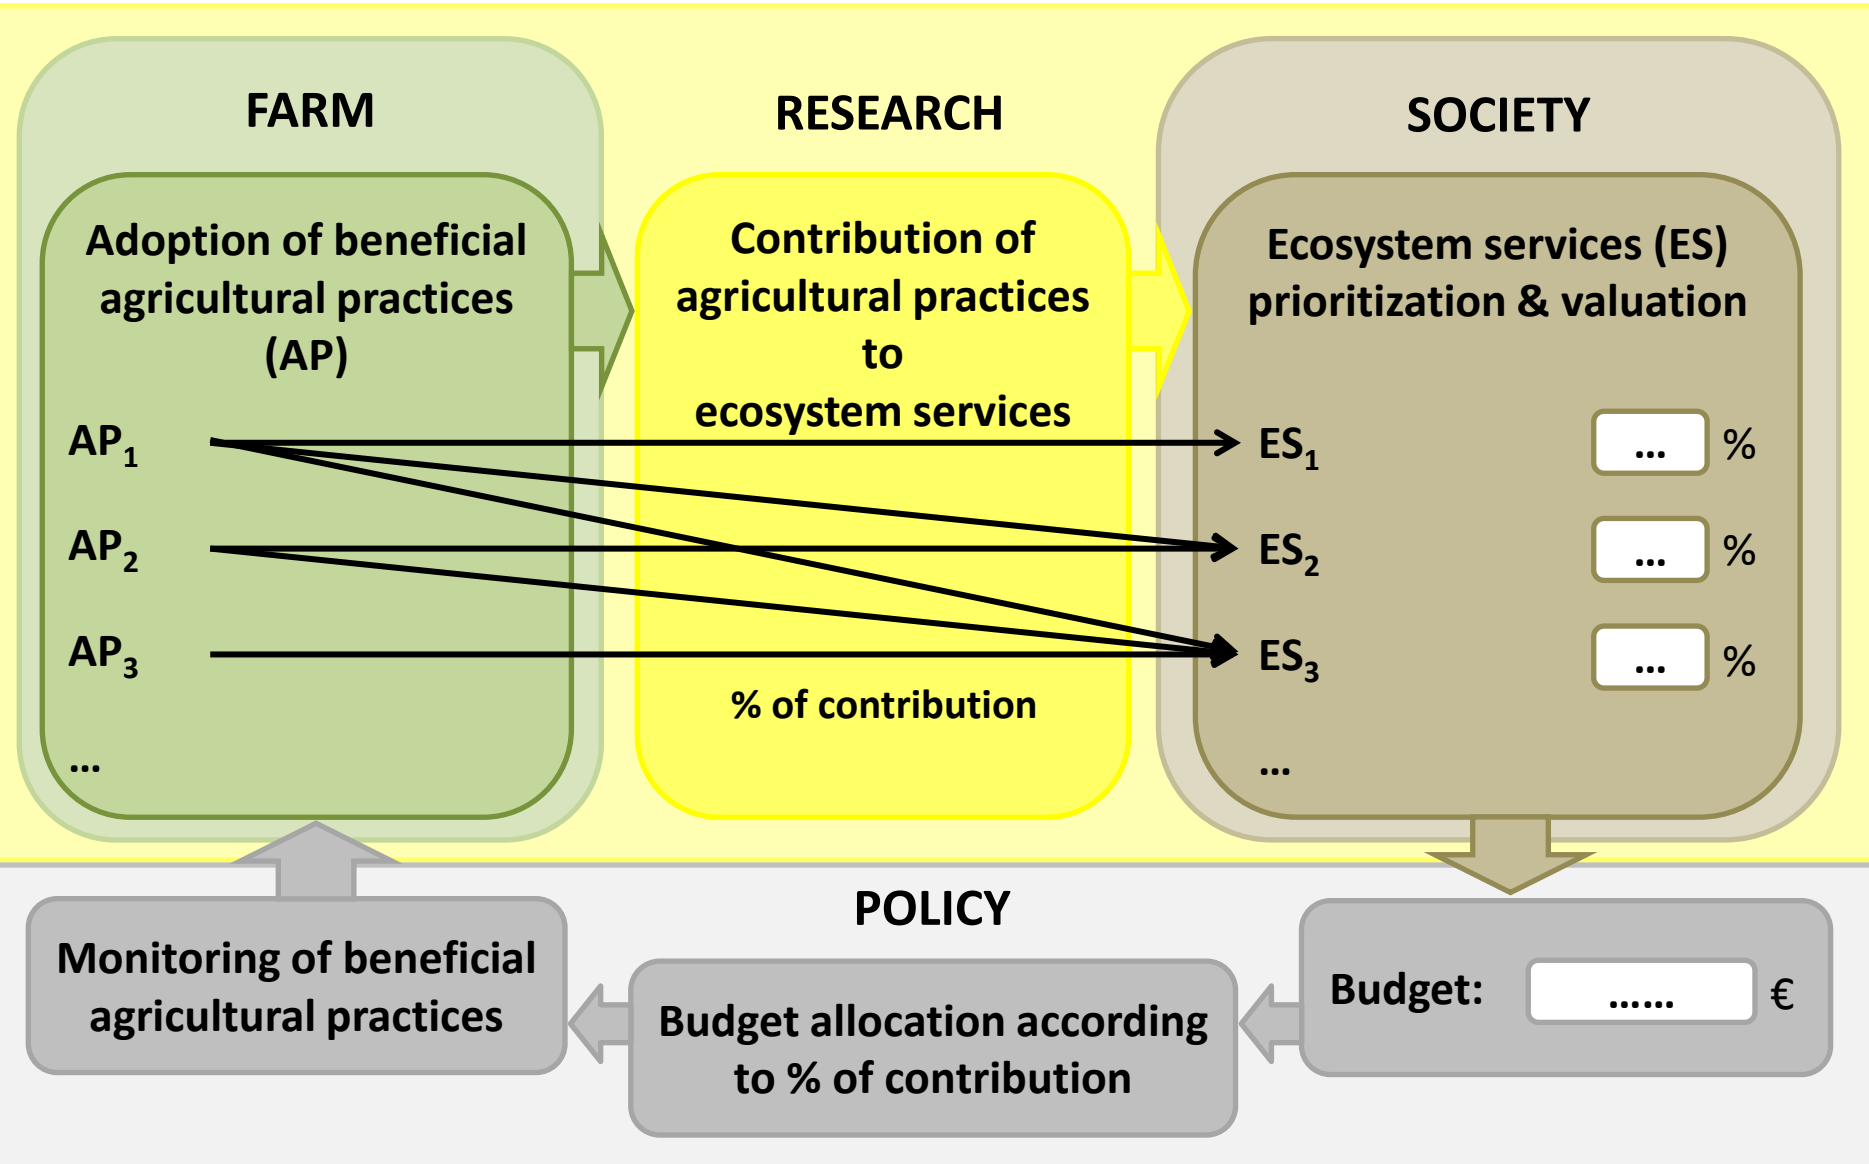 FARM
Adoption of beneficial
agricultural practices
(AP)
AP₁
AP₂
AP₃
...
RESEARCH
Contribution of
agricultural practices
to
ecosystem services
% of contribution
SOCIETY
Ecosystem services (ES)
prioritization & valuation
ES₁ ... %
ES₂ ... %
ES₃ ... %
...
POLICY
Budget: ...... €
Budget allocation according
to % of contribution
Monitoring of beneficial
agricultural practices